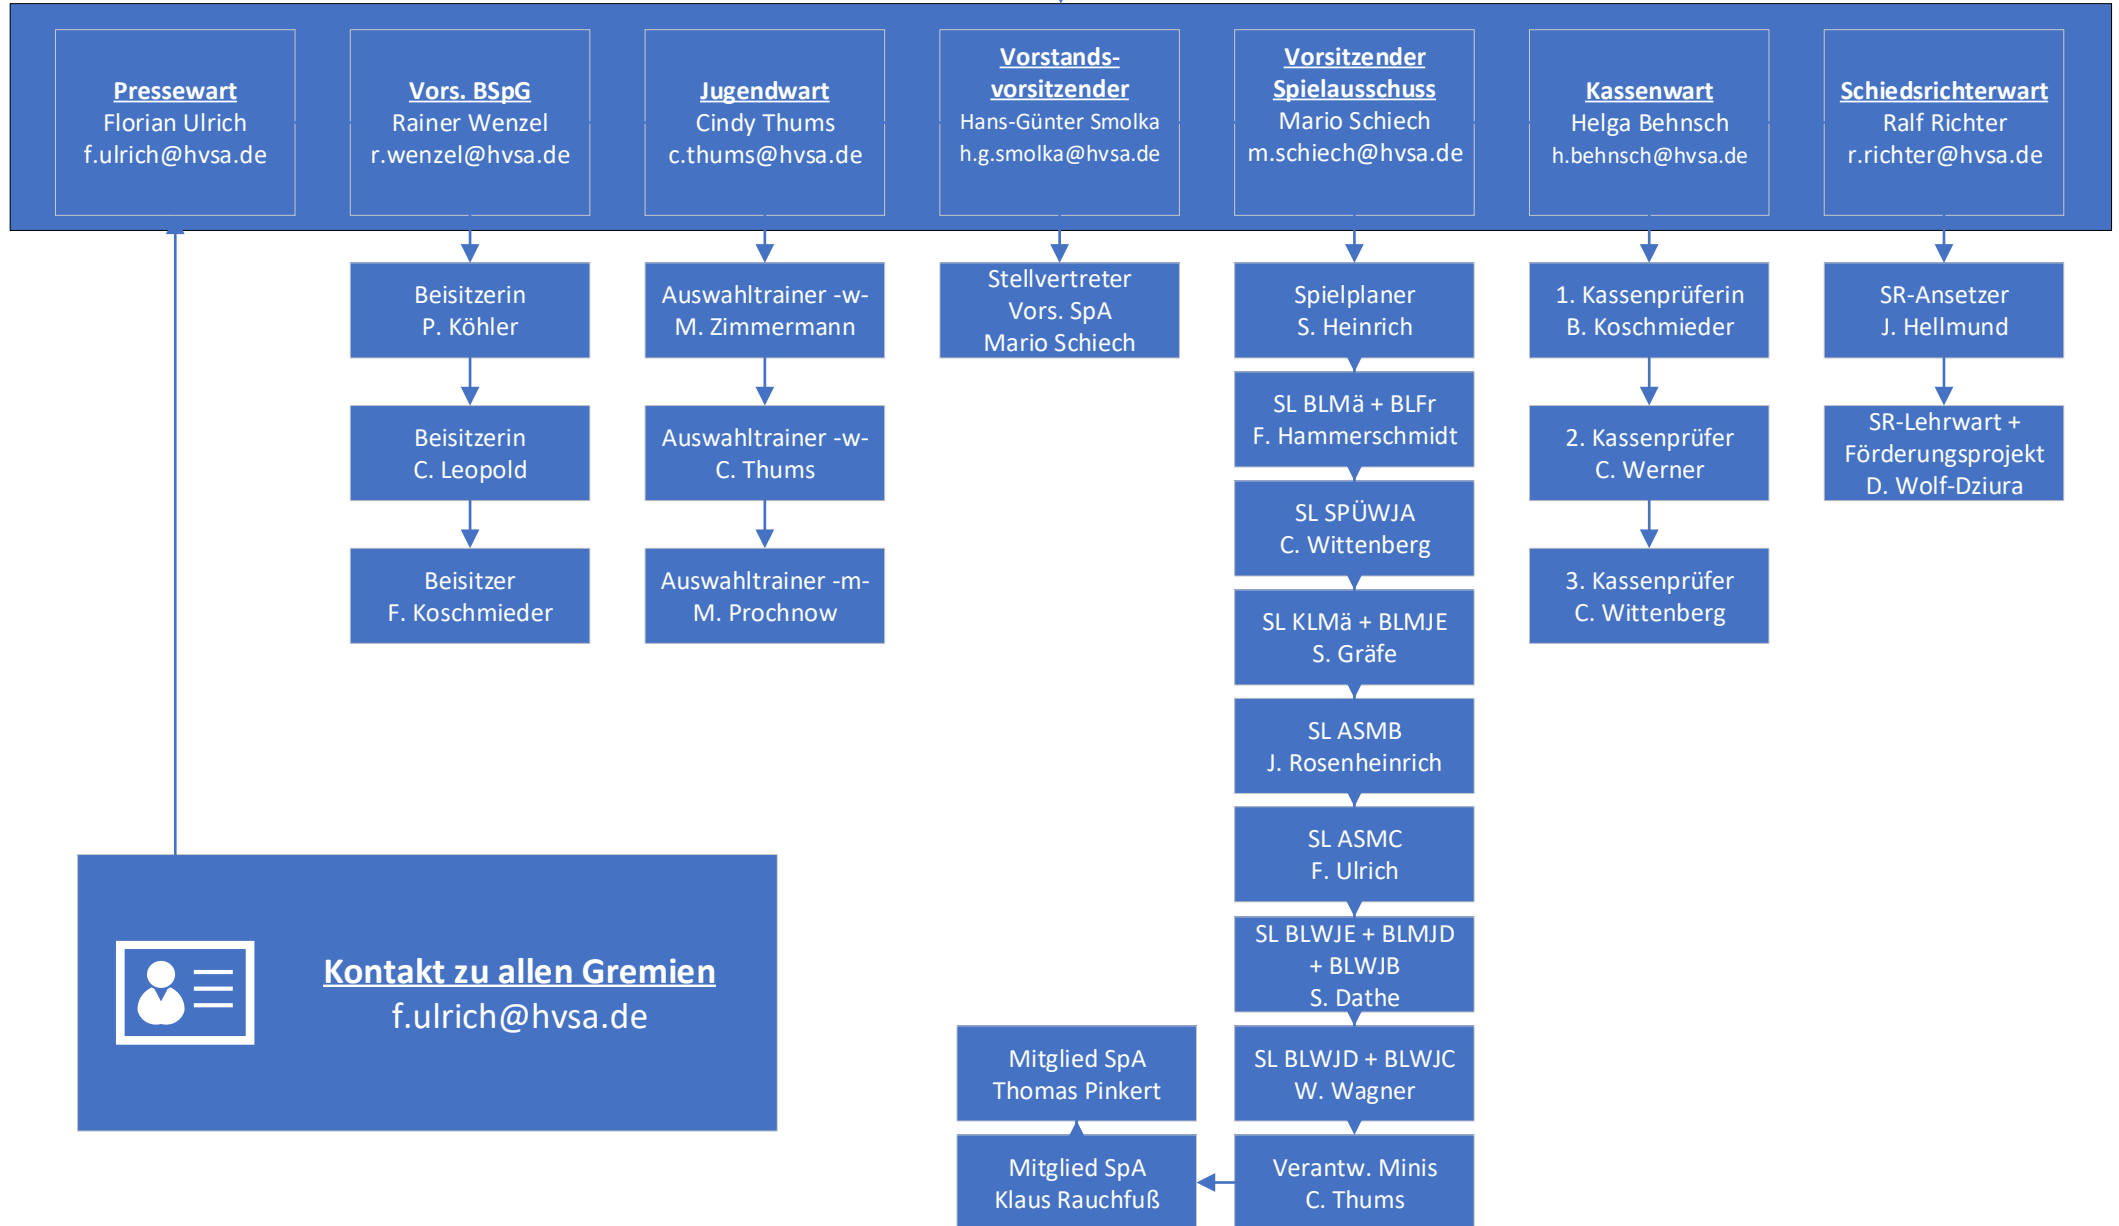 Pressewart
Florian Ulrich
f.ulrich@hvsa.de
Vors. BSpG
Rainer Wenzel
r.wenzel@hvsa.de
Jugendwart
Cindy Thums
c.thums@hvsa.de
Vorstands-
vorsitzender
Hans-Günter Smolka
h.g.smolka@hvsa.de
Vorsitzender
Spielausschuss
Mario Schiech
m.schiech@hvsa.de
Kassenwart
Helga Behnsch
h.behnsch@hvsa.de
Schiedsrichterwart
Ralf Richter
r.richter@hvsa.de
Beisitzerin
P. Köhler
Beisitzerin
C. Leopold
Beisitzer
F. Koschmieder
Auswahltrainer -w-
M. Zimmermann
Auswahltrainer -w-
C. Thums
Auswahltrainer -m-
M. Prochnow
Stellvertreter
Vors. SpA
Mario Schiech
Spielplaner
S. Heinrich
SL BLMä + BLFr
F. Hammerschmidt
SL SPÜWJA
C. Wittenberg
SL KLMä + BLMJE
S. Gräfe
SL ASMB
J. Rosenheinrich
SL ASMC
F. Ulrich
SL BLWJE + BLMJD
+ BLWJB
S. Dathe
SL BLWJD + BLWJC
W. Wagner
Verantw. Minis
C. Thums
Mitglied SpA
Klaus Rauchfuß
Mitglied SpA
Thomas Pinkert
1. Kassenprüferin
B. Koschmieder
2. Kassenprüfer
C. Werner
3. Kassenprüfer
C. Wittenberg
SR-Ansetzer
J. Hellmund
SR-Lehrwart +
Förderungsprojekt
D. Wolf-Dziura
Kontakt zu allen Gremien
f.ulrich@hvsa.de